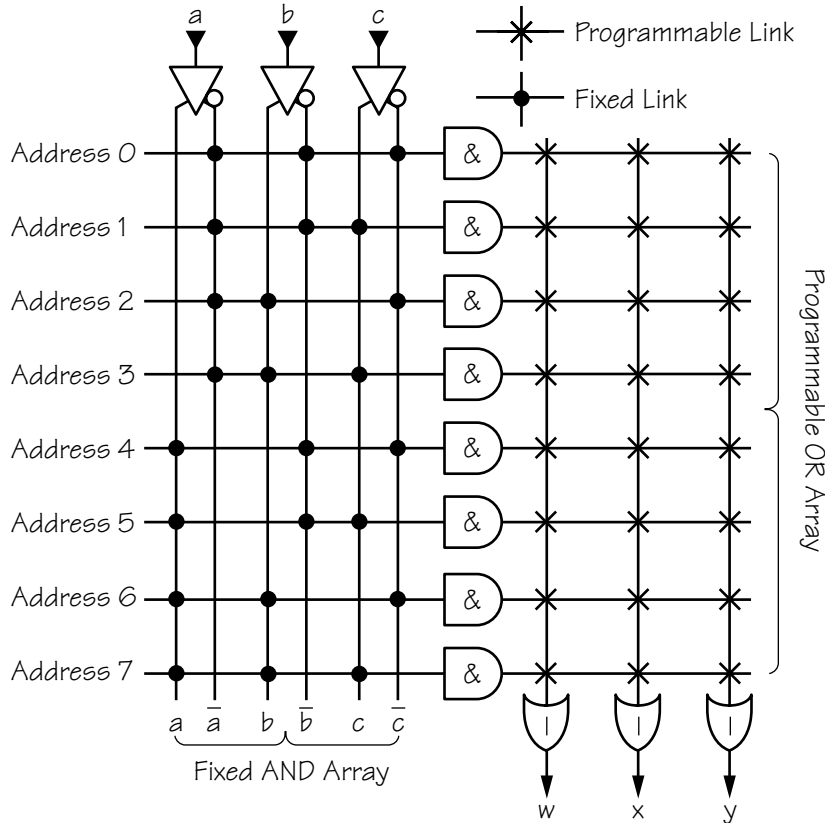 a b c
Programmable Link
Fixed Link
Address 0 &
Address 1 &
Address 2 &
Address 3 &
Address 4 &
Address 5 &
Address 6 &
Address 7 &
Programmable OR Array
a a̅ b b̅ c c̅
| | |
Fixed AND Array
w x y